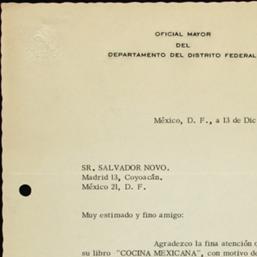 OFICIAL MAYOR
DEL
DEPARTAMENTO DEL DISTRITO FEDERAL
México, D. F., a 13 de Dic
SR. SALVADOR NOVO.
Madrid 13, Coyoacán.
México 21, D. F.
Muy estimado y fino amigo:
Agradezco la fina atención
su libro "COCINA MEXICANA", con motivo de